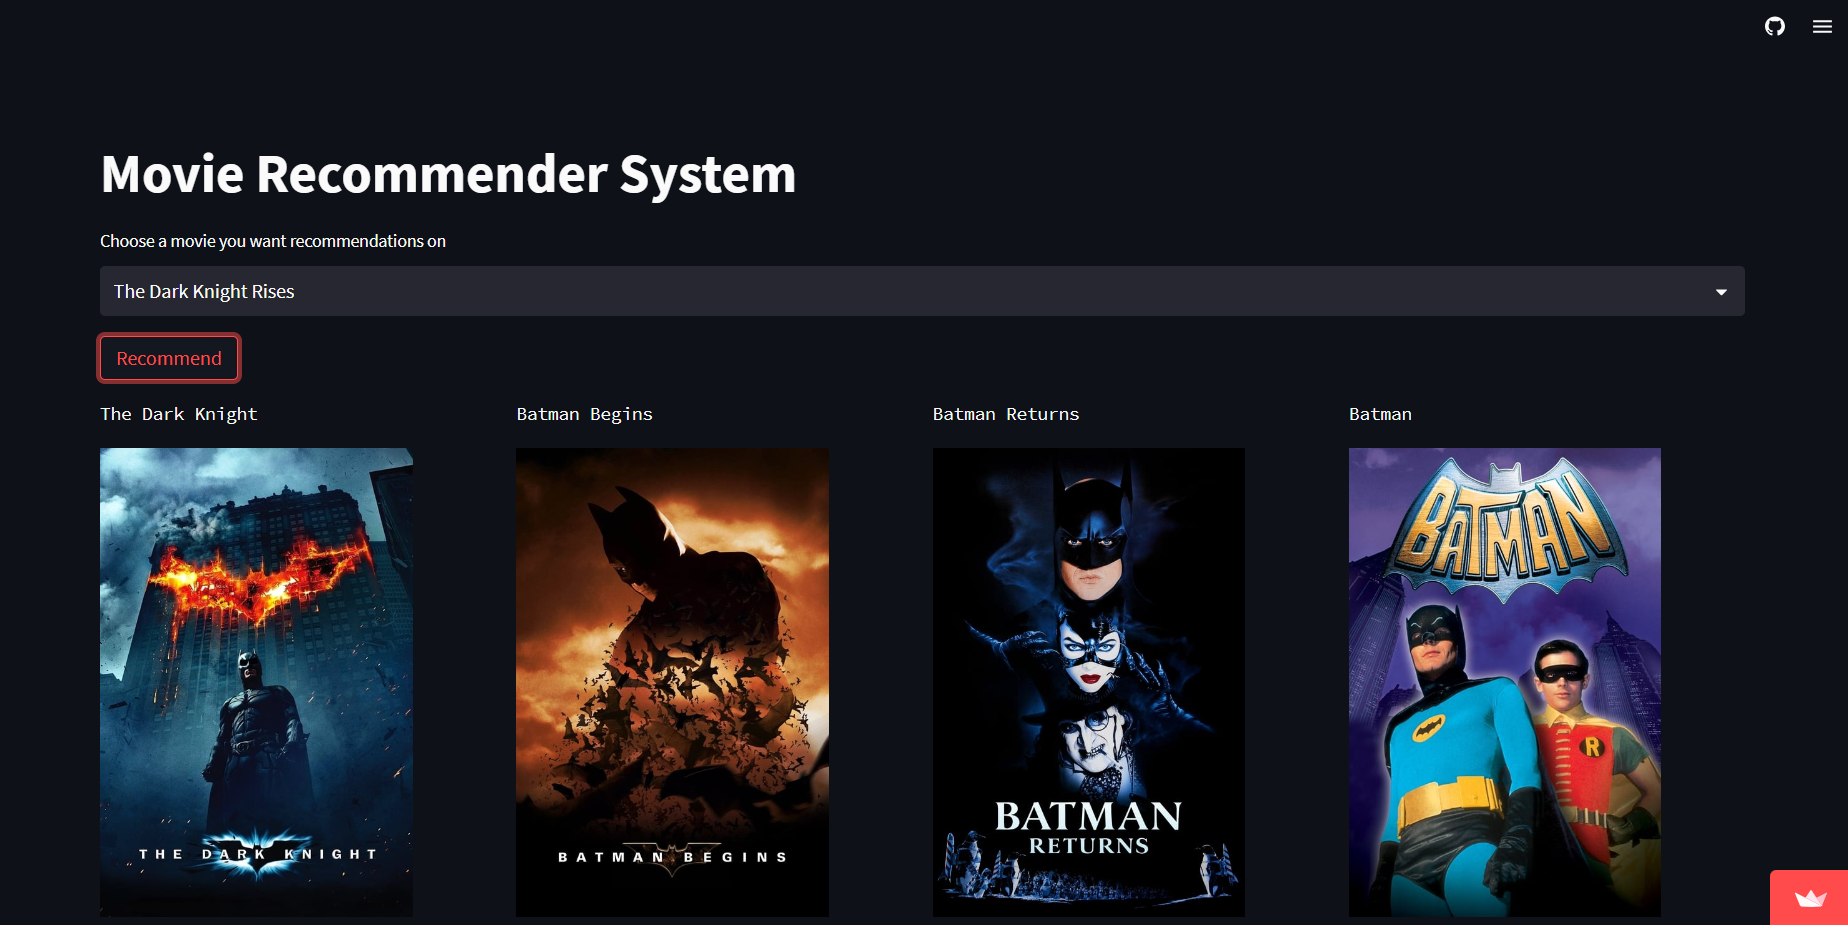 Movie Recommender System
Choose a movie you want recommendations on
The Dark Knight Rises
Recommend
The Dark Knight
Batman Begins
Batman Returns
Batman
THE DARK KNIGHT
BATMAN BEGINS
BATMAN
RETURNS
BATMAN
R